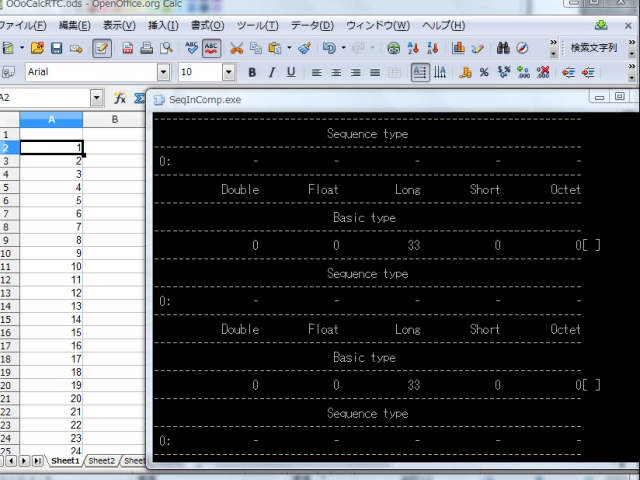 OOoCalcRTC.ods - OpenOffice.org Calc
ファイル(F) 編集(E) 表示(V) 挿入(I) 書式(O) ツール(T) データ(D) ウィンドウ(W) ヘルプ(H)
検索文字列
Arial 10
A2
SeqInComp.exe
A B
1
2 1
3 2
4 3
5 4
6 5
7 6
8 7
9 8
10 9
11 10
12 11
13 12
14 13
15 14
16 15
17 16
18 17
19 18
20 19
21 20
22 21
23 22
24 23
25 24
Sheet1 Sheet2 Sheet
Sequence type
0: - - - - -
Double Float Long Short Octet
Basic type
0 0 33 0 0[ ]
Sequence type
0: - - - - -
Double Float Long Short Octet
Basic type
0 0 33 0 0[ ]
Sequence type
0: - - - - -